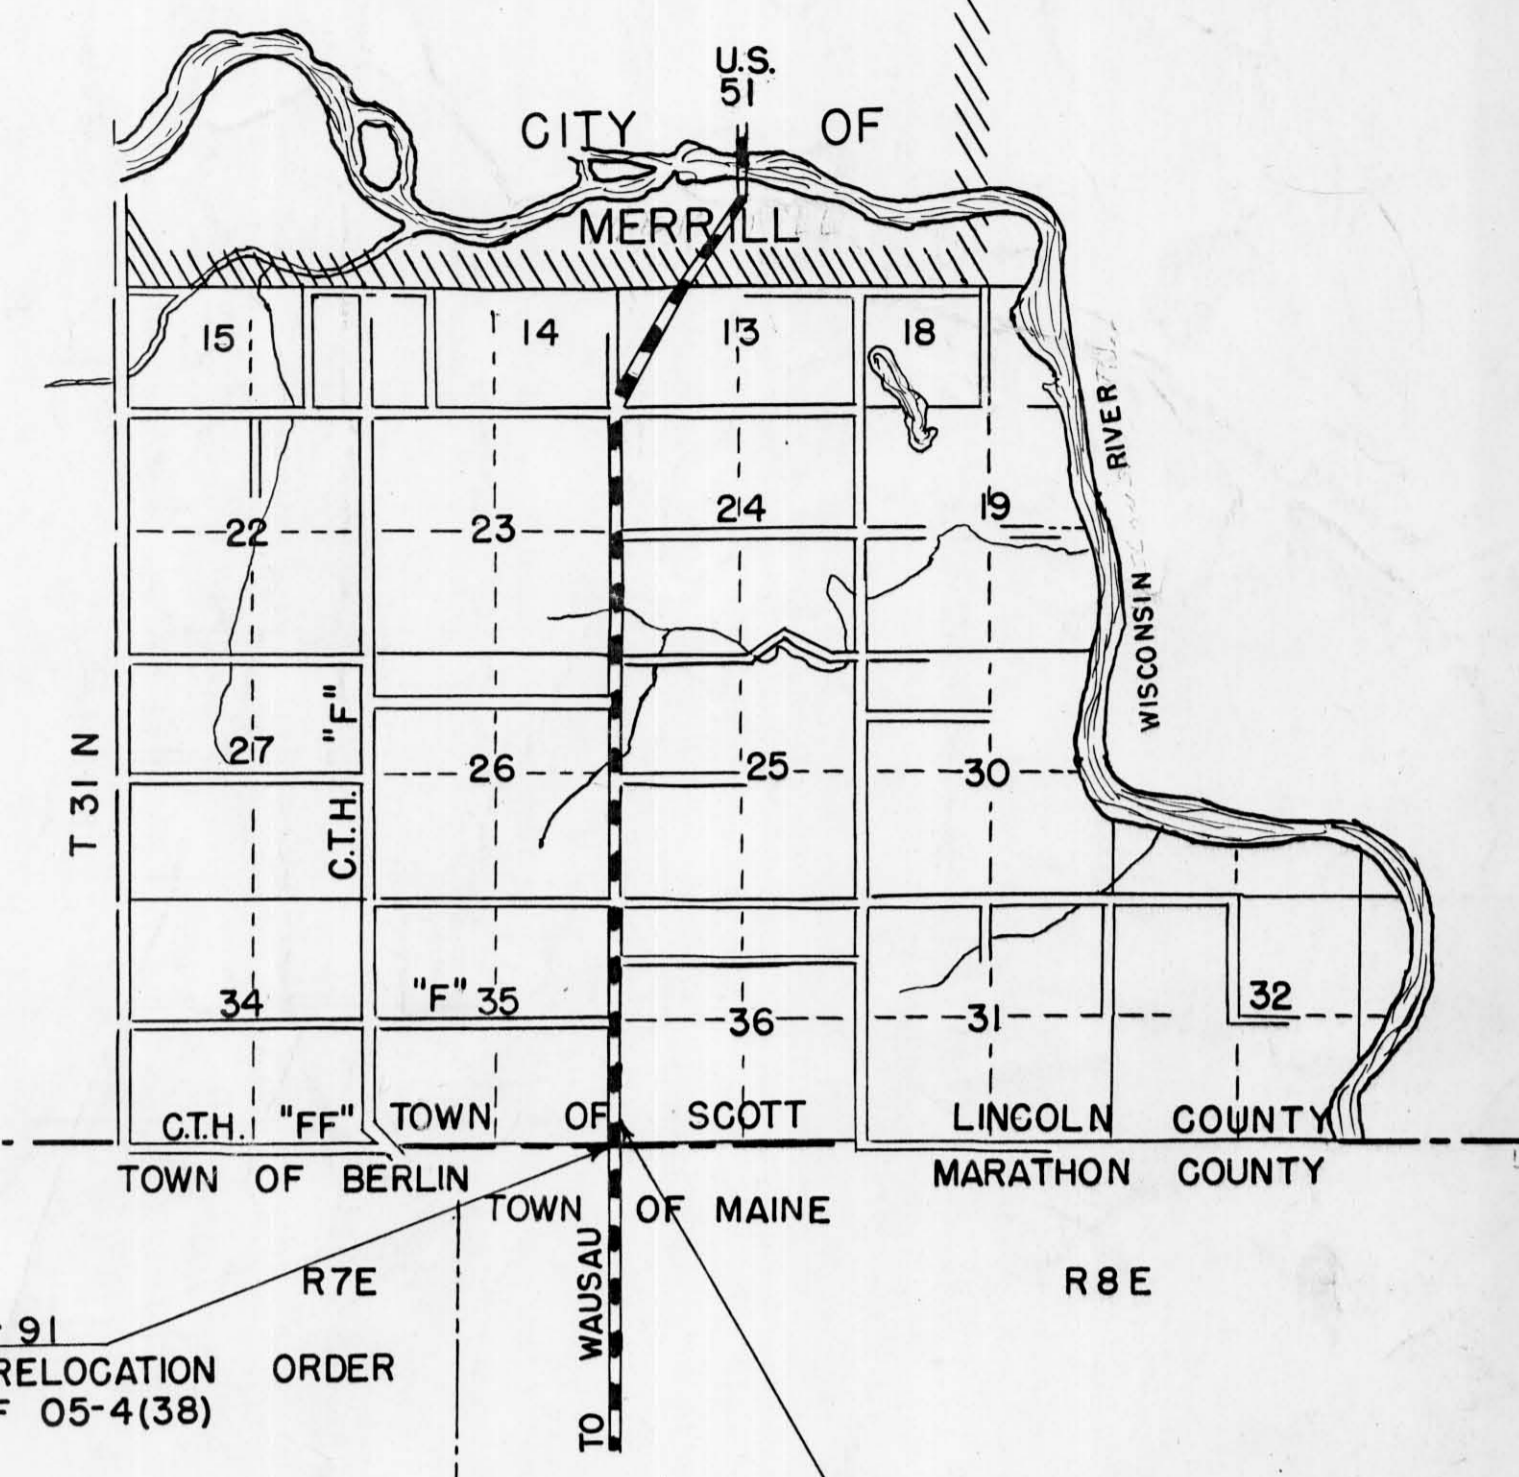 U.S.
51
CITY OF
MERRILL
15 14 13 18
22 23 24 19
RIVER
WISCONSIN
T 31 N
27 "F" 26 25 30
C.T.H.
34 "F" 35 36 31 32
C.T.H. "FF" TOWN OF SCOTT LINCOLN COUNTY
TOWN OF BERLIN MARATHON COUNTY
TOWN OF MAINE
TO WAUSAU
R7E R8E
91
RELOCATION ORDER
F 05-4(38)